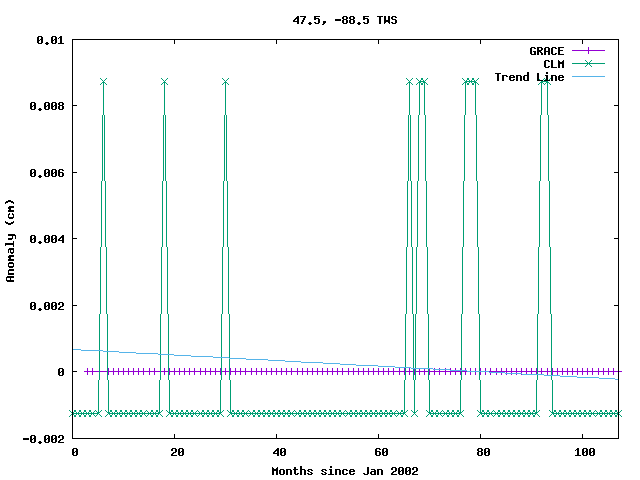 47.5, -88.5 TWS
0.01
0.008
0.006
0.004
0.002
0
-0.002
Anomaly (cm)
GRACE
CLM
Trend Line
0 20 40 60 80 100
Months since Jan 2002